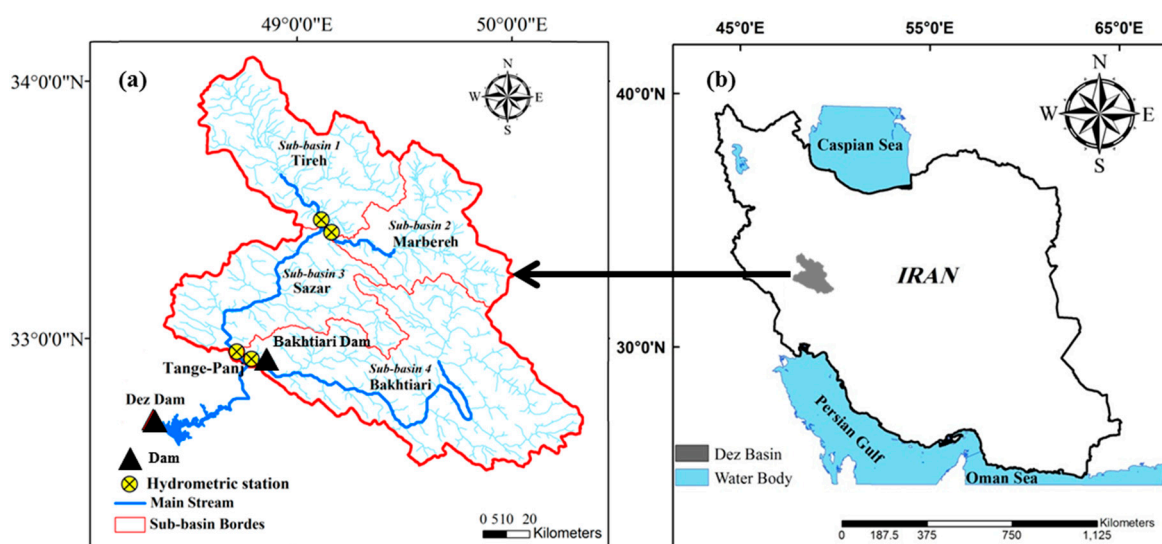 49°0'0"E
50°0'0"E
34°0'0"N
33°0'0"N
(a)
N
W
E
S
Sub-basin 1
Tireh
Sub-basin 2
Marbereh
Sub-basin 3
Sazar
Bakhtiari Dam
Tange-Panj
Sub-basin 4
Bakhtiari
Dez Dam
Dam
Hydrometric station
Main Stream
Sub-basin Bordes
0 5 10 20
Kilometers
45°0'E
55°0'E
65°0'E
40°0'N
30°0'N
(b)
N
W
E
S
Caspian Sea
IRAN
Persian Gulf
Oman Sea
Dez Basin
Water Body
Kilometers
0 187.5 375 750 1,125